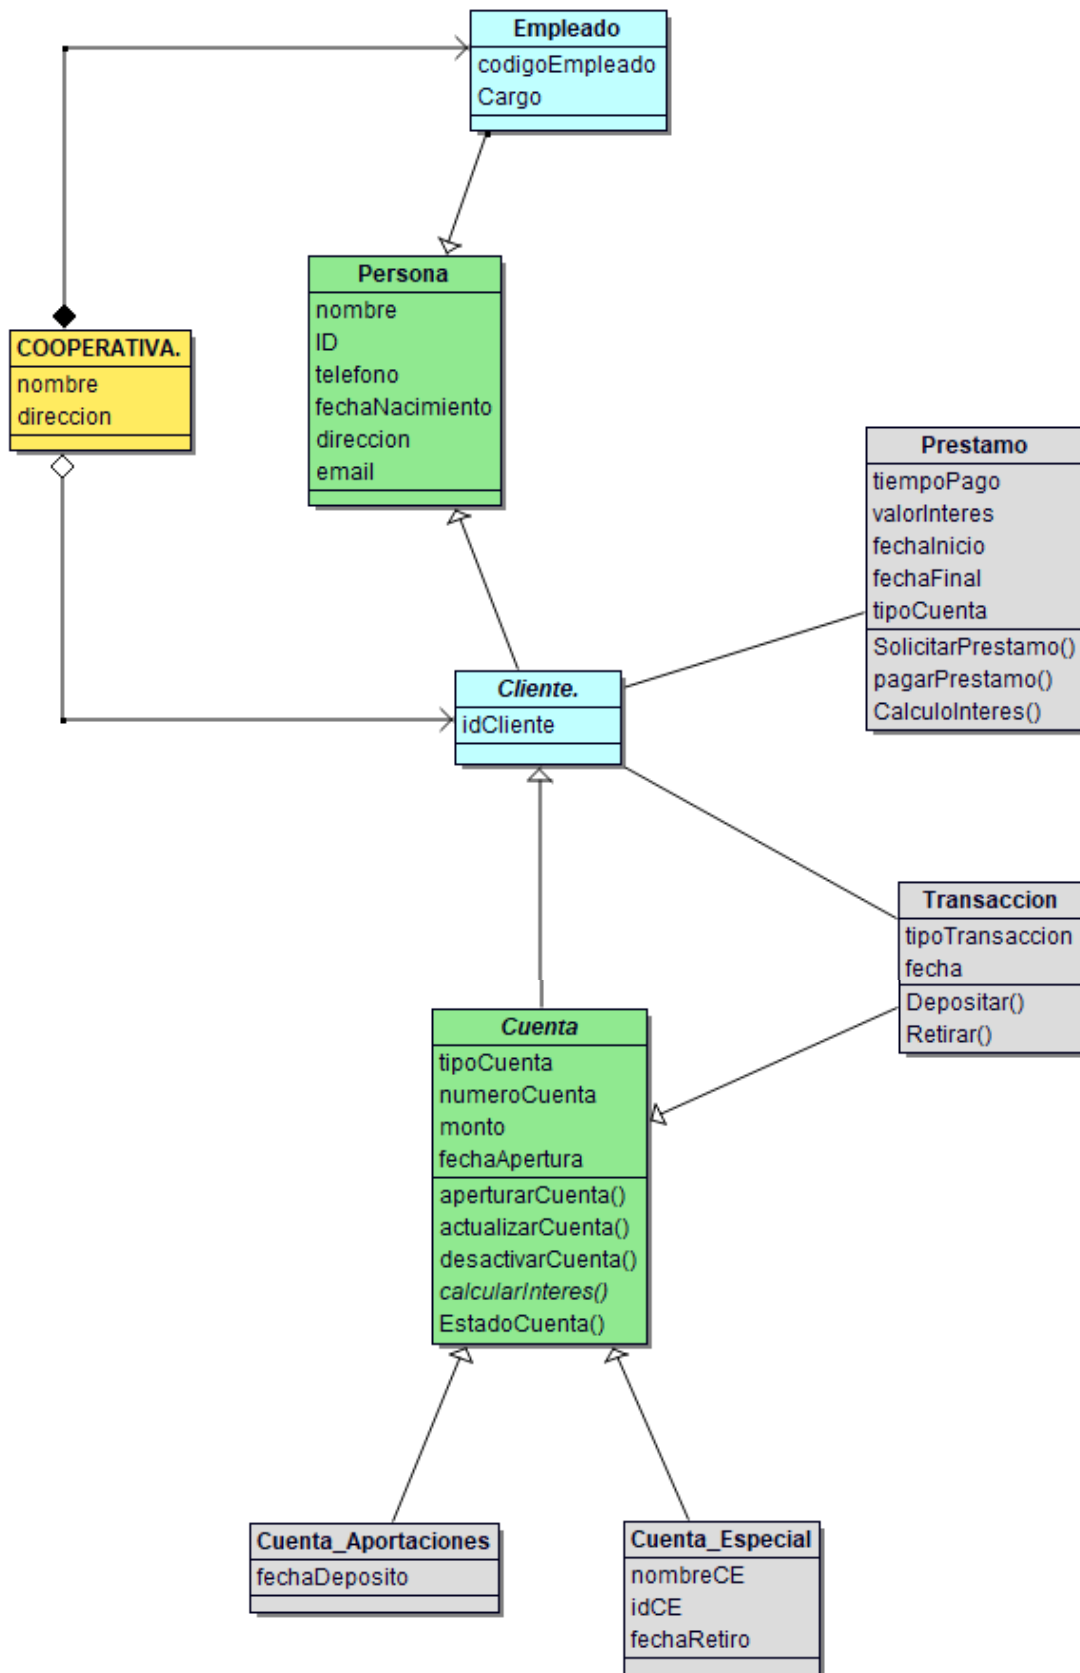 Empleado
codigoEmpleado
Cargo
Persona
nombre
ID
telefono
fechaNacimiento
direccion
email
COOPERATIVA.
nombre
direccion
Prestamo
tiempoPago
valorInteres
fechaInicio
fechaFinal
tipoCuenta
SolicitarPrestamo()
pagarPrestamo()
CalculoInteres()
Cliente.
idCliente
Transaccion
tipoTransaccion
fecha
Depositar()
Retirar()
Cuenta
tipoCuenta
numeroCuenta
monto
fechaApertura
aperturarCuenta()
actualizarCuenta()
desactivarCuenta()
calcularInteres()
EstadoCuenta()
Cuenta_Aportaciones
fechaDeposito
Cuenta_Especial
nombreCE
idCE
fechaRetiro